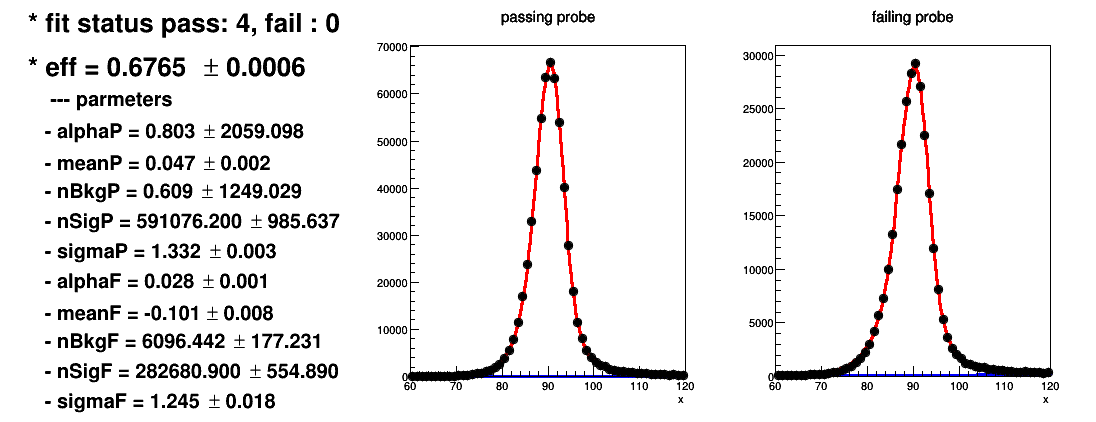 * fit status pass: 4, fail : 0
* eff = 0.6765 ± 0.0006
--- parmeters
- alphaP = 0.803 ± 2059.098
- meanP = 0.047 ± 0.002
- nBkgP = 0.609 ± 1249.029
- nSigP = 591076.200 ± 985.637
- sigmaP = 1.332 ± 0.003
- alphaF = 0.028 ± 0.001
- meanF = -0.101 ± 0.008
- nBkgF = 6096.442 ± 177.231
- nSigF = 282680.900 ± 554.890
- sigmaF = 1.245 ± 0.018
passing probe
70000
60000
50000
40000
30000
20000
10000
0
60 70 80 90 100 110 120
x
failing probe
30000
25000
20000
15000
10000
5000
0
60 70 80 90 100 110 120
x